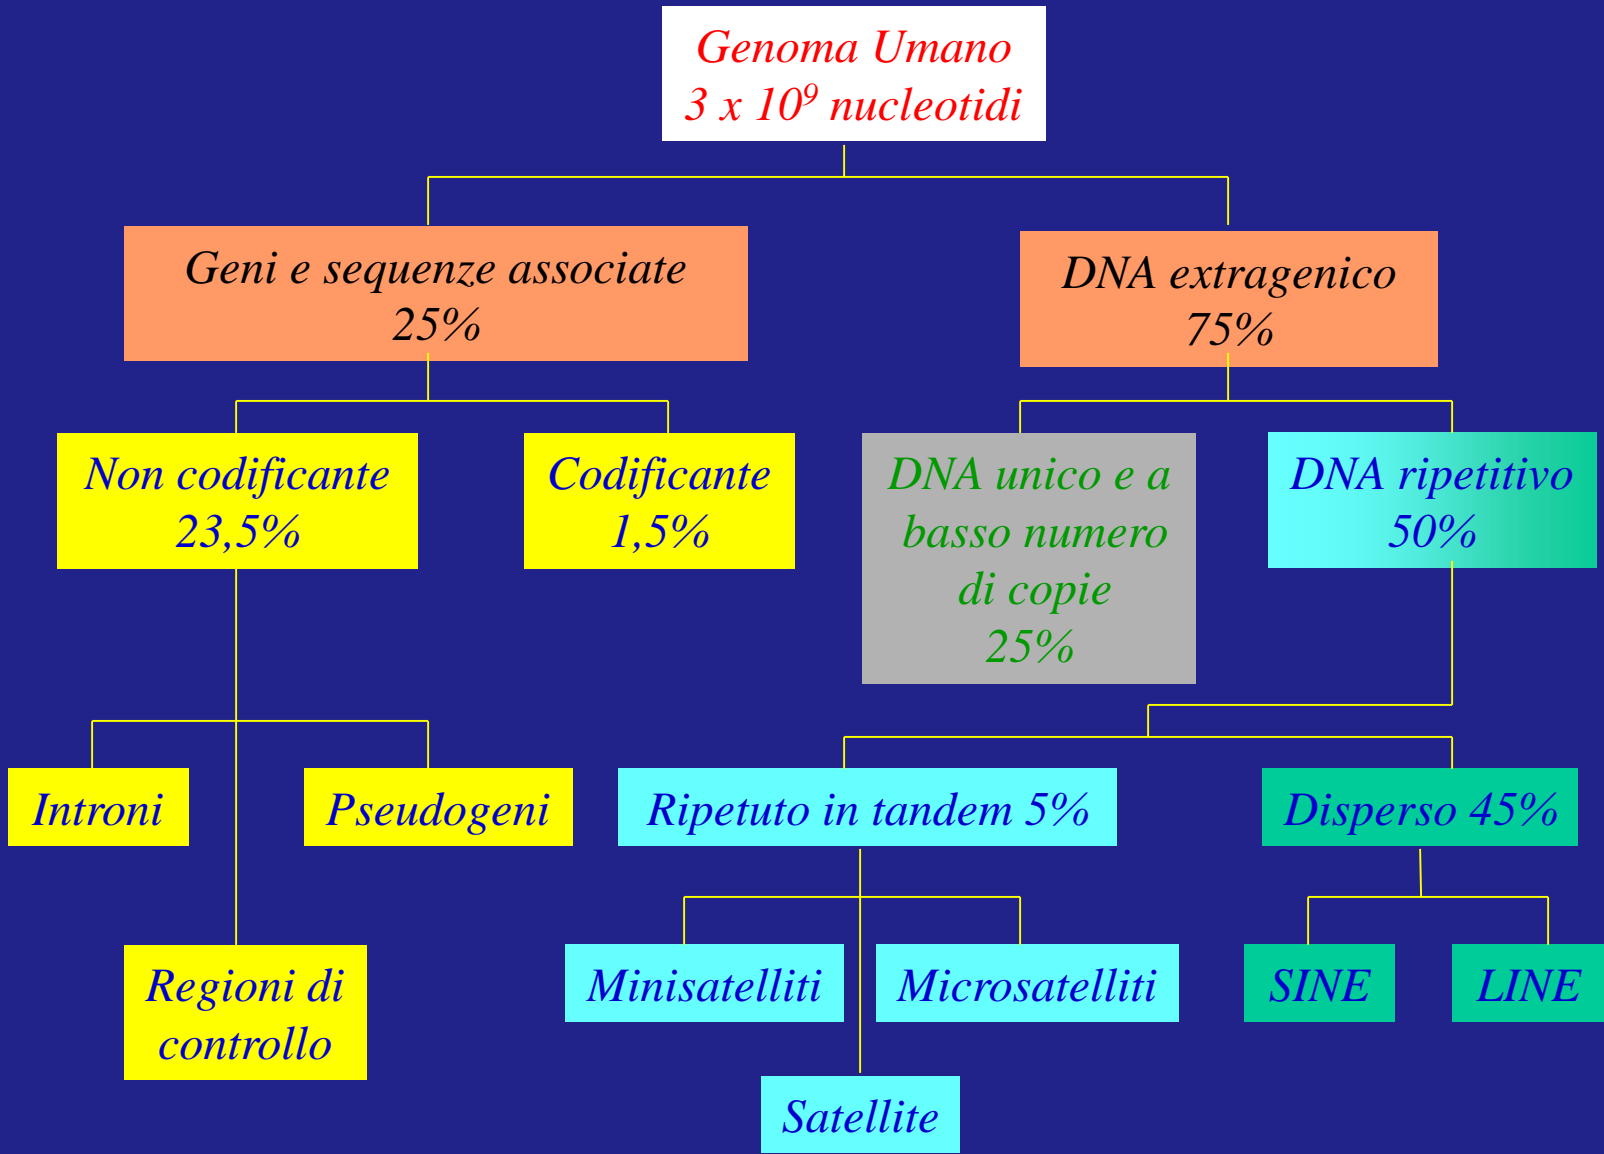 Genoma Umano
3 x 10⁹ nucleotidi
Geni e sequenze associate
25%
DNA extragenico
75%
Non codificante
23,5%
Codificante
1,5%
DNA unico e a
basso numero
di copie
25%
DNA ripetitivo
50%
Introni
Pseudogeni
Ripetuto in tandem 5%
Disperso 45%
Regioni di
controllo
Minisatelliti
Microsatelliti
SINE
LINE
Satellite